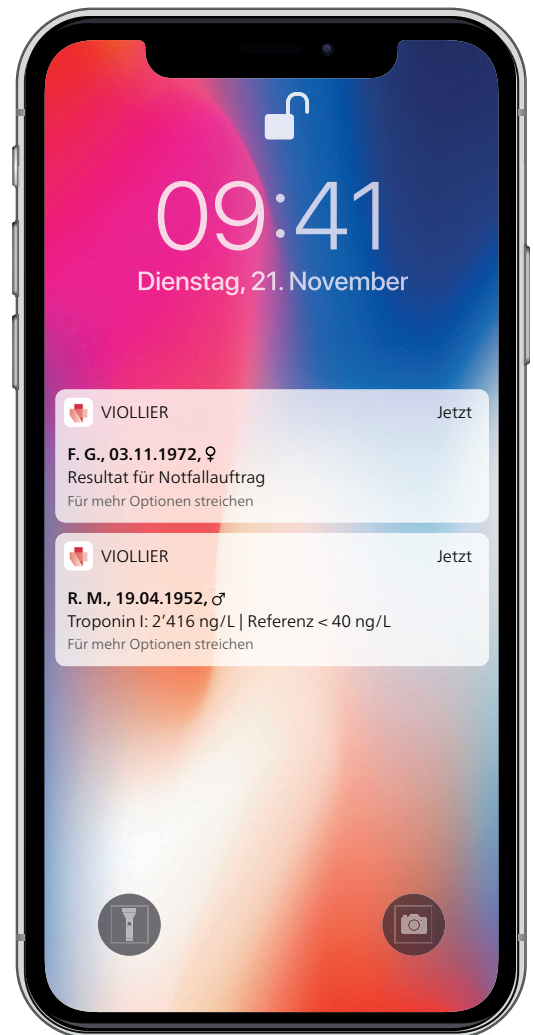 09:41
Dienstag, 21. November
VIOLLIER Jetzt
F. G., 03.11.1972, ♀
Resultat für Notfallauftrag
Für mehr Optionen streichen
VIOLLIER Jetzt
R. M., 19.04.1952, ♂
Troponin I: 2’416 ng/L | Referenz < 40 ng/L
Für mehr Optionen streichen